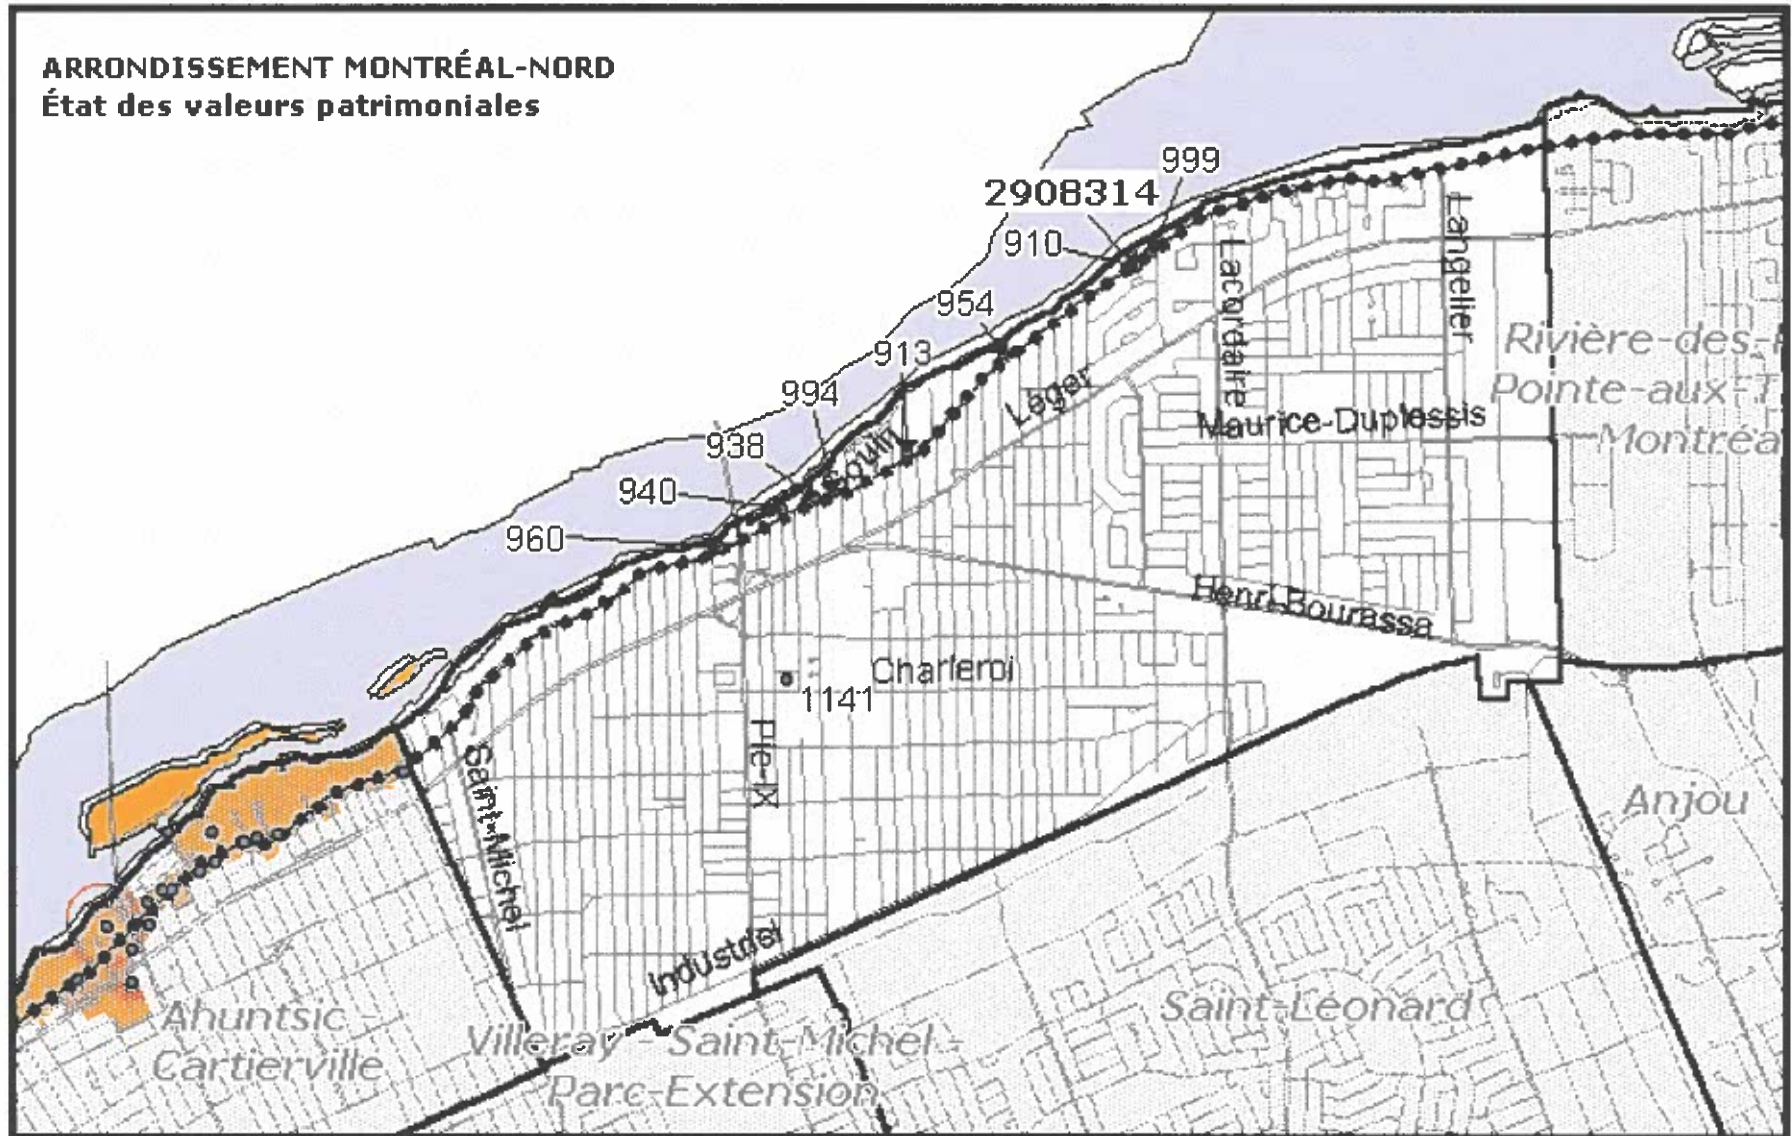 ARRONDISSEMENT MONTRÉAL-NORD
État des valeurs patrimoniales
999
2908314
910
954
913
994
938
940
960
Gouin
Léger
Lacordaire
Langelier
Maurice-Duplessis
Rivière-des-
Pointe-aux-T
Montréa
Henri-Bourassa
Charleroi
1141
Pie-IX
Saint-Michel
Industriel
Anjou
Saint-Léonard
Ahuntsic -
Cartierville
Villeray - Saint-Michel -
Parc-Extension